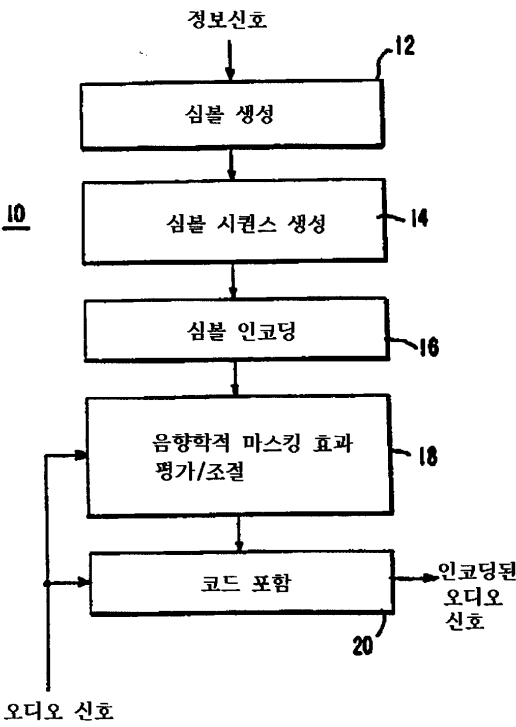 정보신호
12
심볼 생성
10
심볼 시퀀스 생성
14
심볼 인코딩
16
음향학적 마스킹 효과
평가/조절
18
코드 포함
20
인코딩된
오디오
신호
오디오 신호